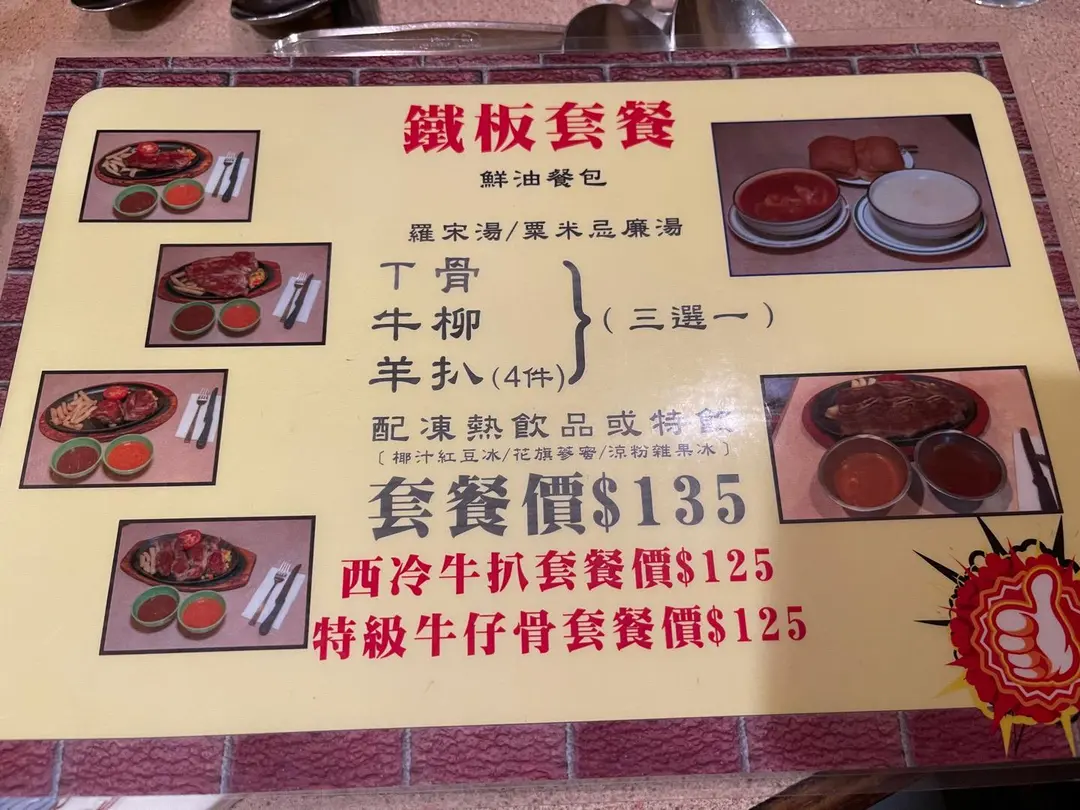 鐵板套餐
鮮油餐包
羅宋湯/粟米忌廉湯
丅骨
牛柳
羊扒(4件)
(三選一)
配凍熱飲品或特飲
〔椰汁紅豆冰/花旗蔘蜜/涼粉雜果冰〕
套餐價$135
西冷牛扒套餐價$125
特級牛仔骨套餐價$125